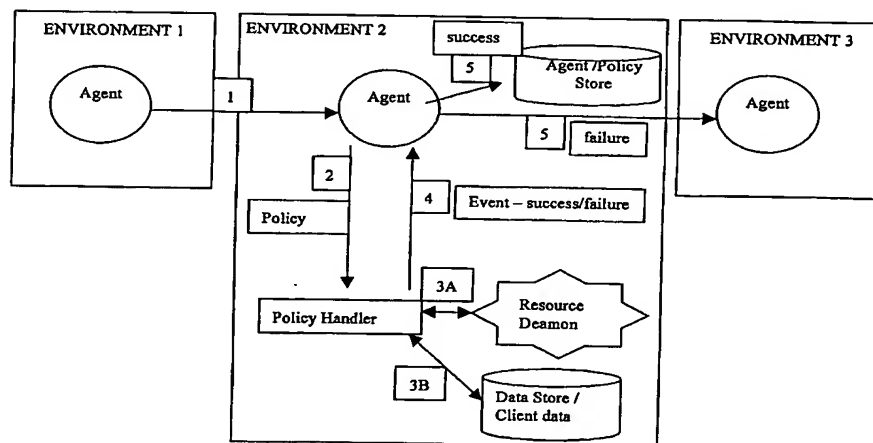 ENVIRONMENT 1
ENVIRONMENT 2
ENVIRONMENT 3
success
5
Agent /Policy
Store
Agent
1
Agent
Agent
5
failure
2
4
Event – success/failure
Policy
3A
Policy Handler
Resource
Deamon
3B
Data Store /
Client data